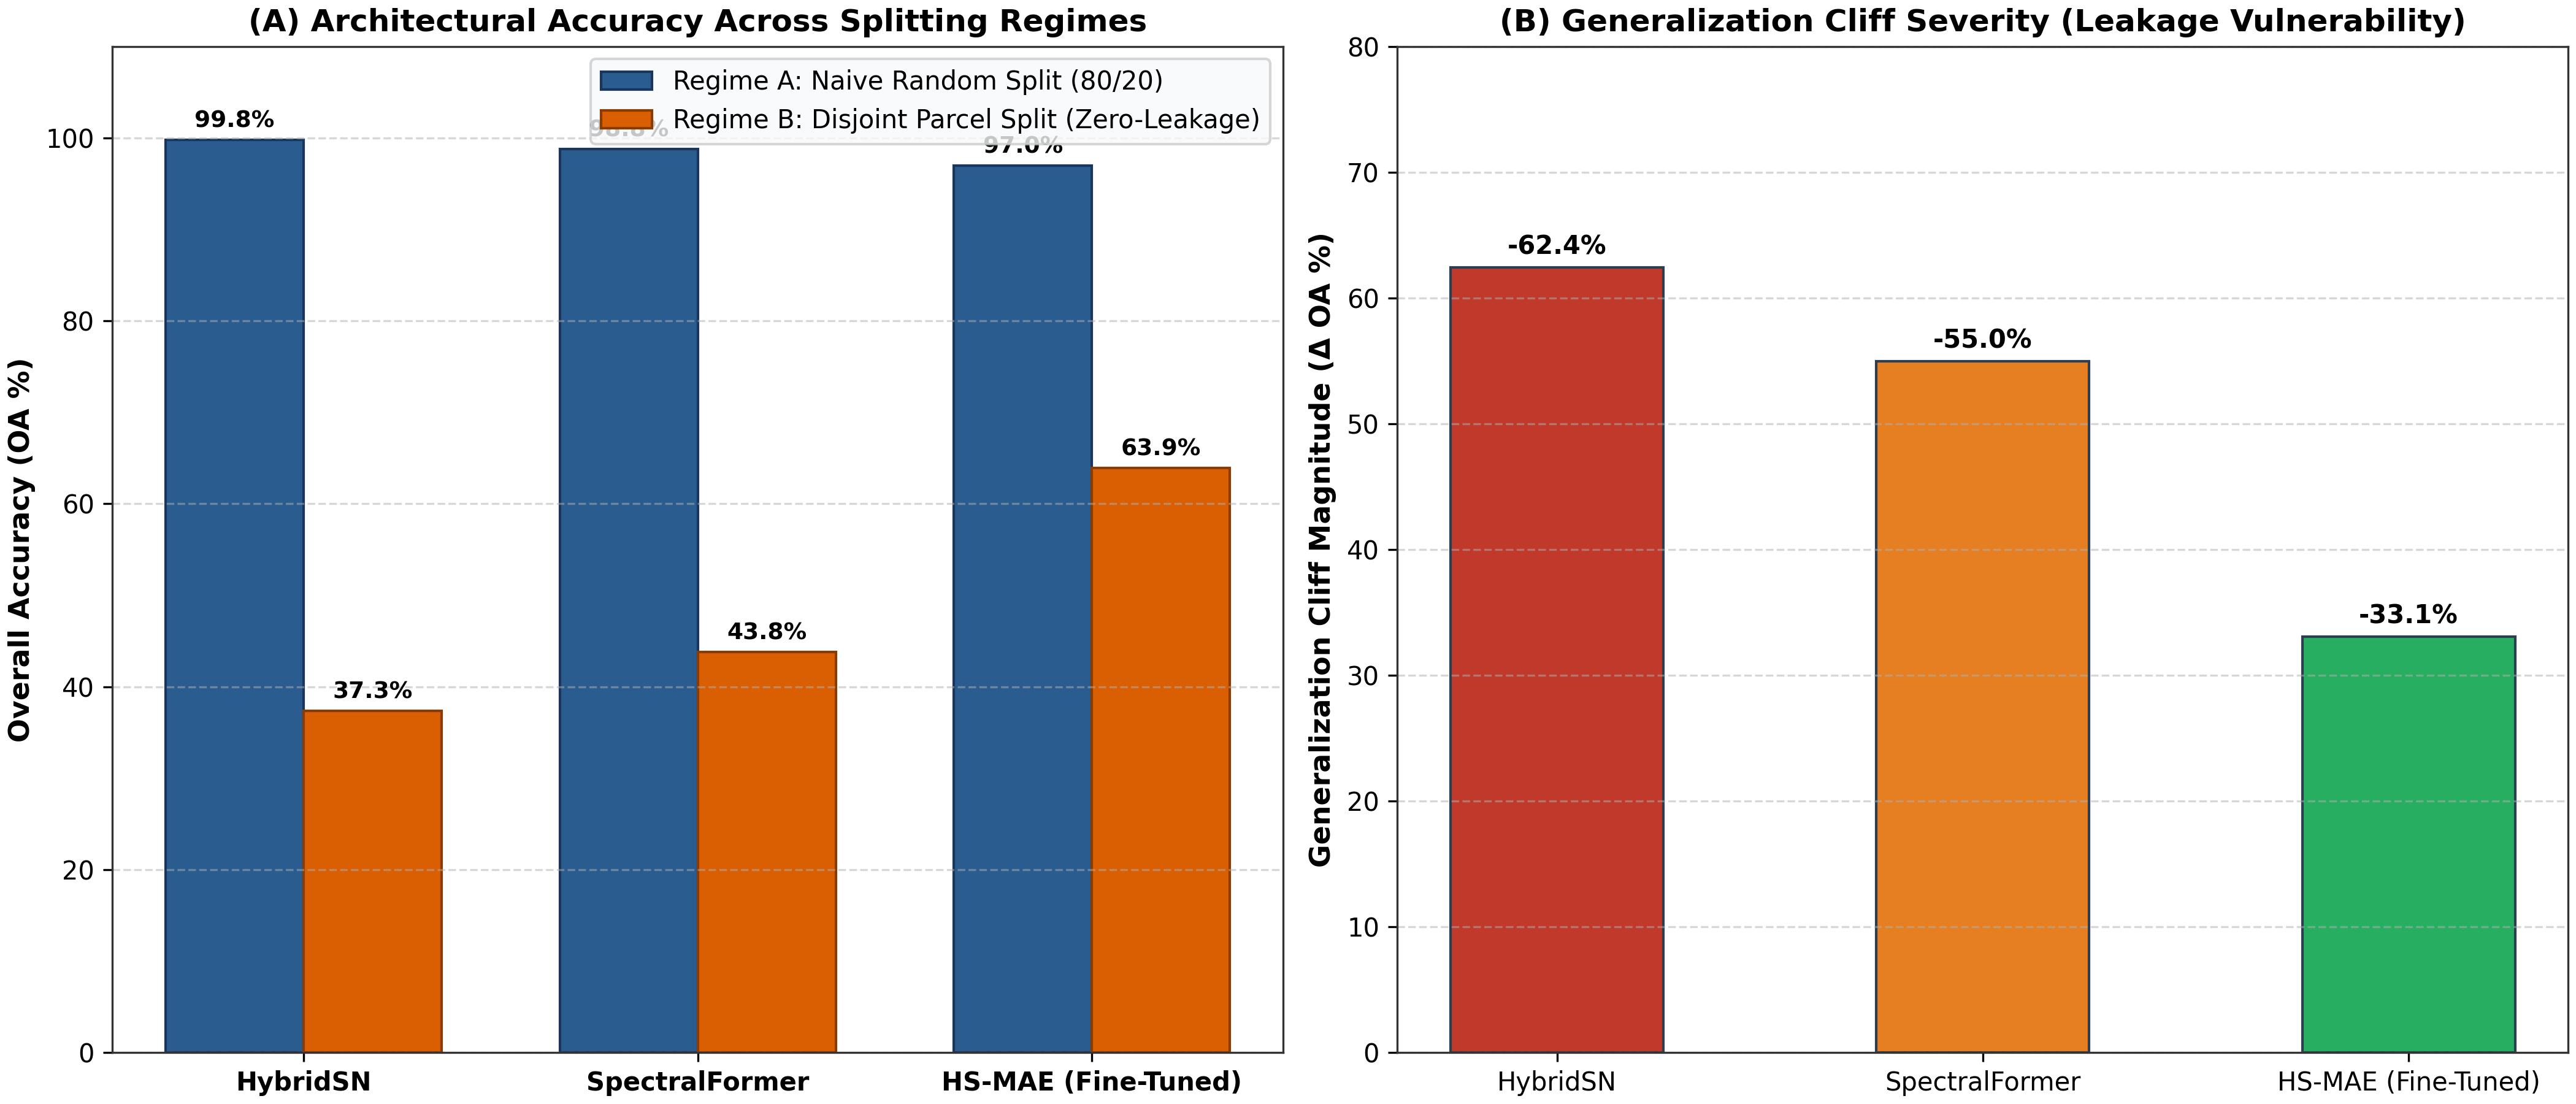 (A) Architectural Accuracy Across Splitting Regimes
Overall Accuracy (OA %)
100
80
60
40
20
0
Regime A: Naive Random Split (80/20)
Regime B: Disjoint Parcel Split (Zero-Leakage)
99.8%
98.8%
97.0%
63.9%
43.8%
37.3%
HybridSN
SpectralFormer
HS-MAE (Fine-Tuned)
(B) Generalization Cliff Severity (Leakage Vulnerability)
Generalization Cliff Magnitude (Δ OA %)
80
70
60
50
40
30
20
10
0
-62.4%
-55.0%
-33.1%
HybridSN
SpectralFormer
HS-MAE (Fine-Tuned)